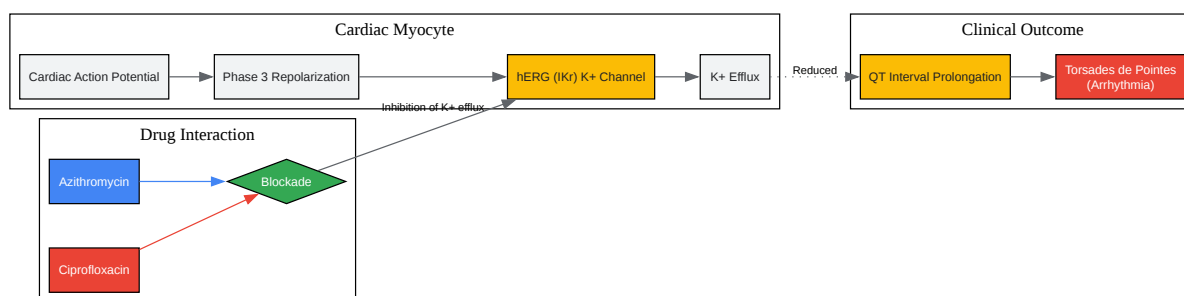 Cardiac Myocyte
Cardiac Action Potential
Phase 3 Repolarization
hERG (IKr) K+ Channel
K+ Efflux
Reduced
Clinical Outcome
QT Interval Prolongation
Torsades de Pointes
(Arrhythmia)
Inhibition of K+ efflux
Drug Interaction
Azithromycin
Blockade
Ciprofloxacin